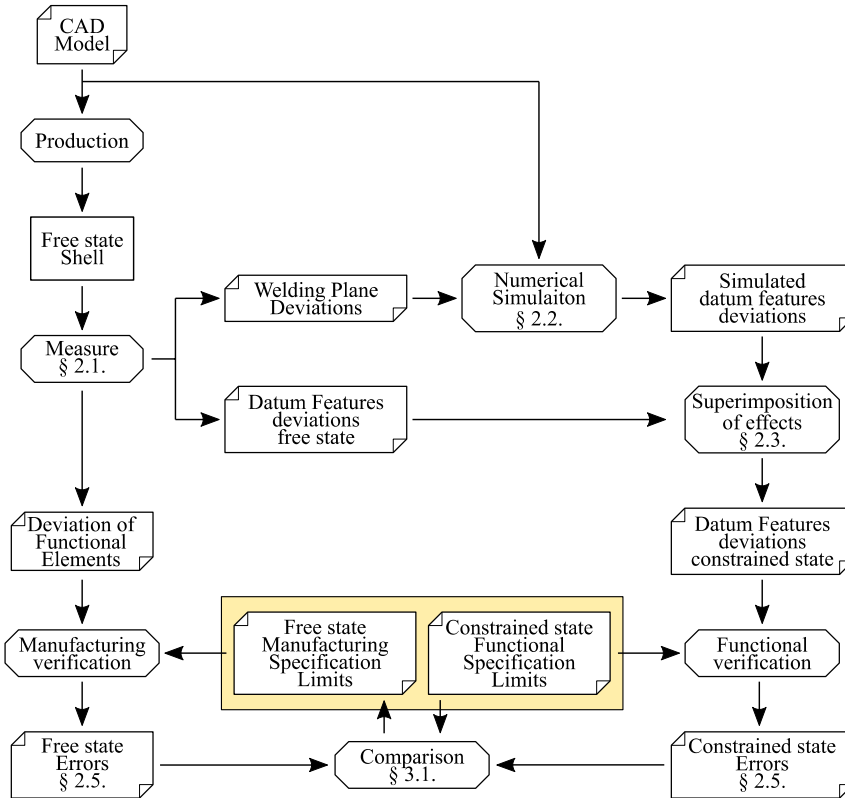 CAD
Model
Production
Free state
Shell
Measure
§ 2.1.
Welding Plane
Deviations
Numerical
Simulaiton
§ 2.2.
Simulated
datum features
deviations
Datum Features
deviations
free state
Superimposition
of effects
§ 2.3.
Deviation of
Functional
Elements
Datum Features
deviations
constrained state
Manufacturing
verification
Free state
Manufacturing
Specification
Limits
Constrained state
Functional
Specification
Limits
Functional
verification
Free state
Errors
§ 2.5.
Comparison
§ 3.1.
Constrained state
Errors
§ 2.5.